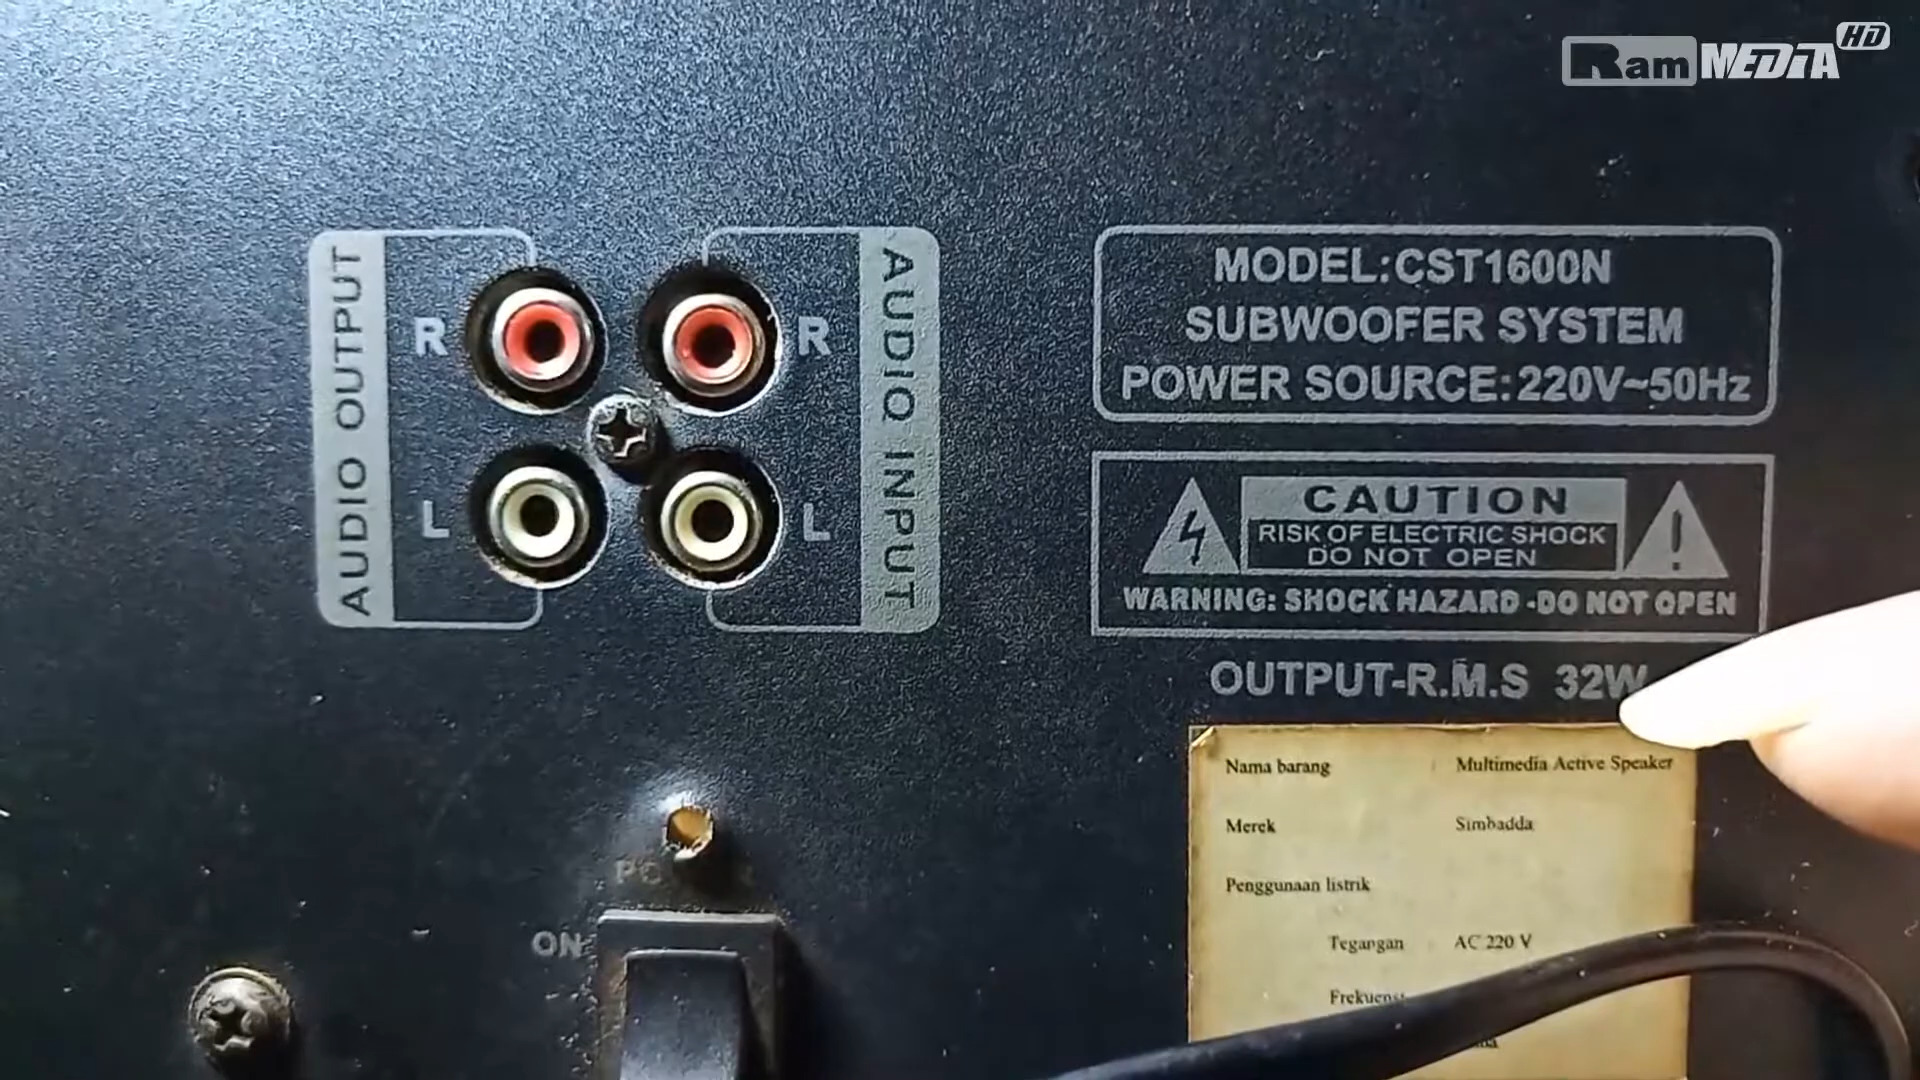 Ram MEDIA HD
AUDIO OUTPUT
R
R
L
L
AUDIO INPUT
MODEL:CST1600N
SUBWOOFER SYSTEM
POWER SOURCE:220V~50Hz
CAUTION
RISK OF ELECTRIC SHOCK
DO NOT OPEN
WARNING: SHOCK HAZARD -DO NOT OPEN
OUTPUT-R.M.S 32W
Nama barang : Multimedia Active Speaker
Merek Simbadda
Penggunaan listrik
Tegangan AC 220 V
ON